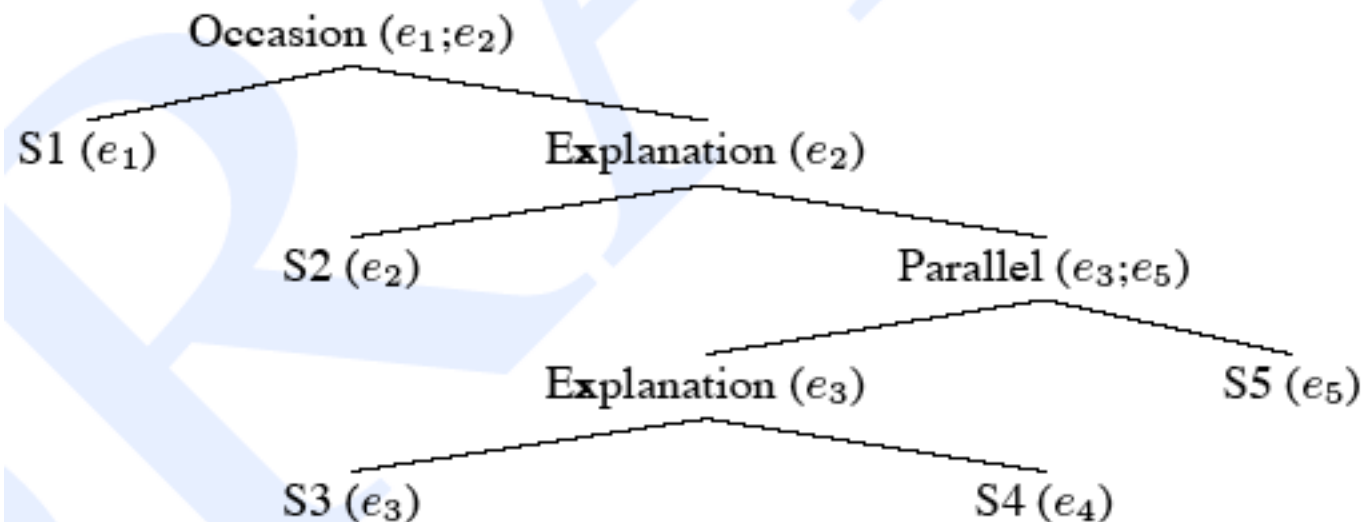 Occasion (e₁;e₂)
S1 (e₁) Explanation (e₂)
S2 (e₂) Parallel (e₃;e₅)
Explanation (e₃) S5 (e₅)
S3 (e₃) S4 (e₄)